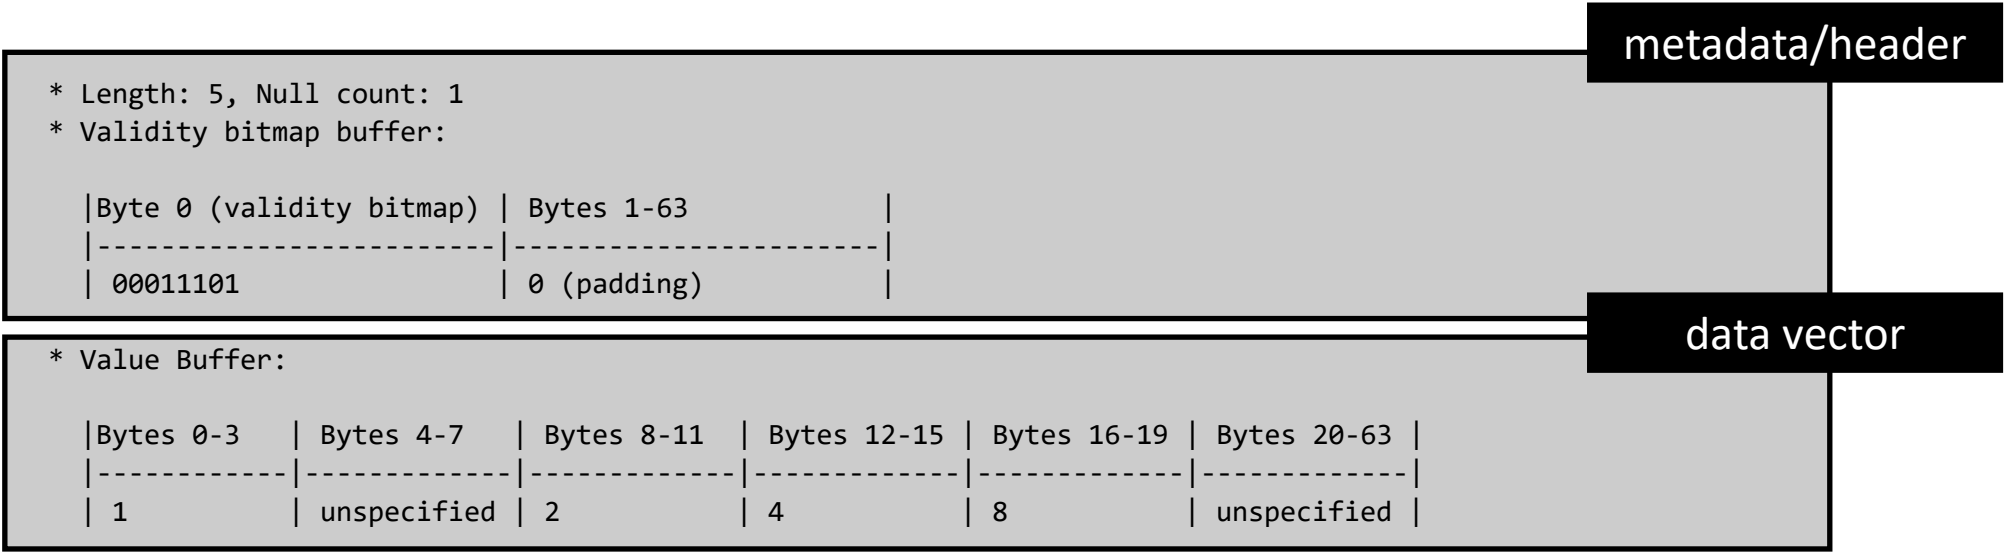 metadata/header
* Length: 5, Null count: 1
* Validity bitmap buffer:
|Byte 0 (validity bitmap) | Bytes 1-63 |
|-------------------------|-----------------------|
| 00011101 | 0 (padding) |
data vector
* Value Buffer:
|Bytes 0-3 | Bytes 4-7 | Bytes 8-11 | Bytes 12-15 | Bytes 16-19 | Bytes 20-63 |
|------------|-------------|-------------|-------------|-------------|-------------|
| 1 | unspecified | 2 | 4 | 8 | unspecified |